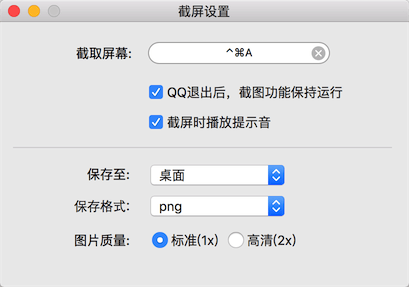 截屏设置
截取屏幕: ^⌘A
QQ退出后，截图功能保持运行
截屏时播放提示音
保存至: 桌面
保存格式: png
图片质量: 标准(1x) 高清(2x)